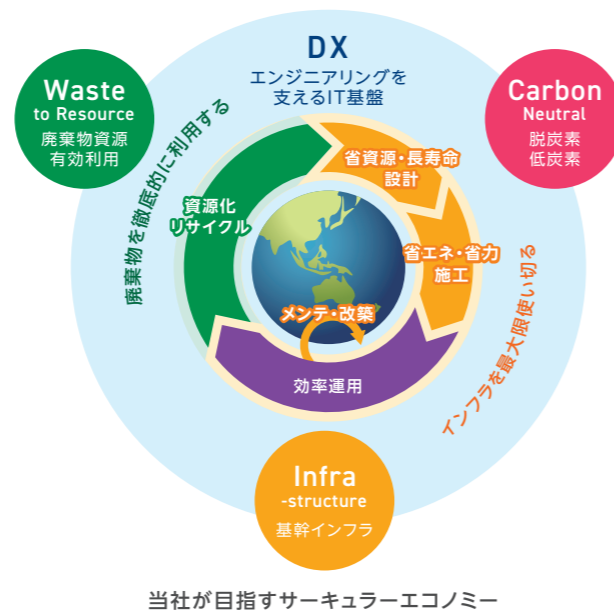 DX
エンジニアリングを
支えるIT基盤
Waste
to Resource
廃棄物資源
有効利用
Carbon
Neutral
脱炭素
低炭素
廃棄物を徹底的に利用する
省資源・長寿命
設計
資源化
リサイクル
省エネ・省力
施工
メンテ・改築
効率運用
インフラを最大限使い切る
Infra
-structure
基幹インフラ
当社が目指すサーキュラーエコノミー